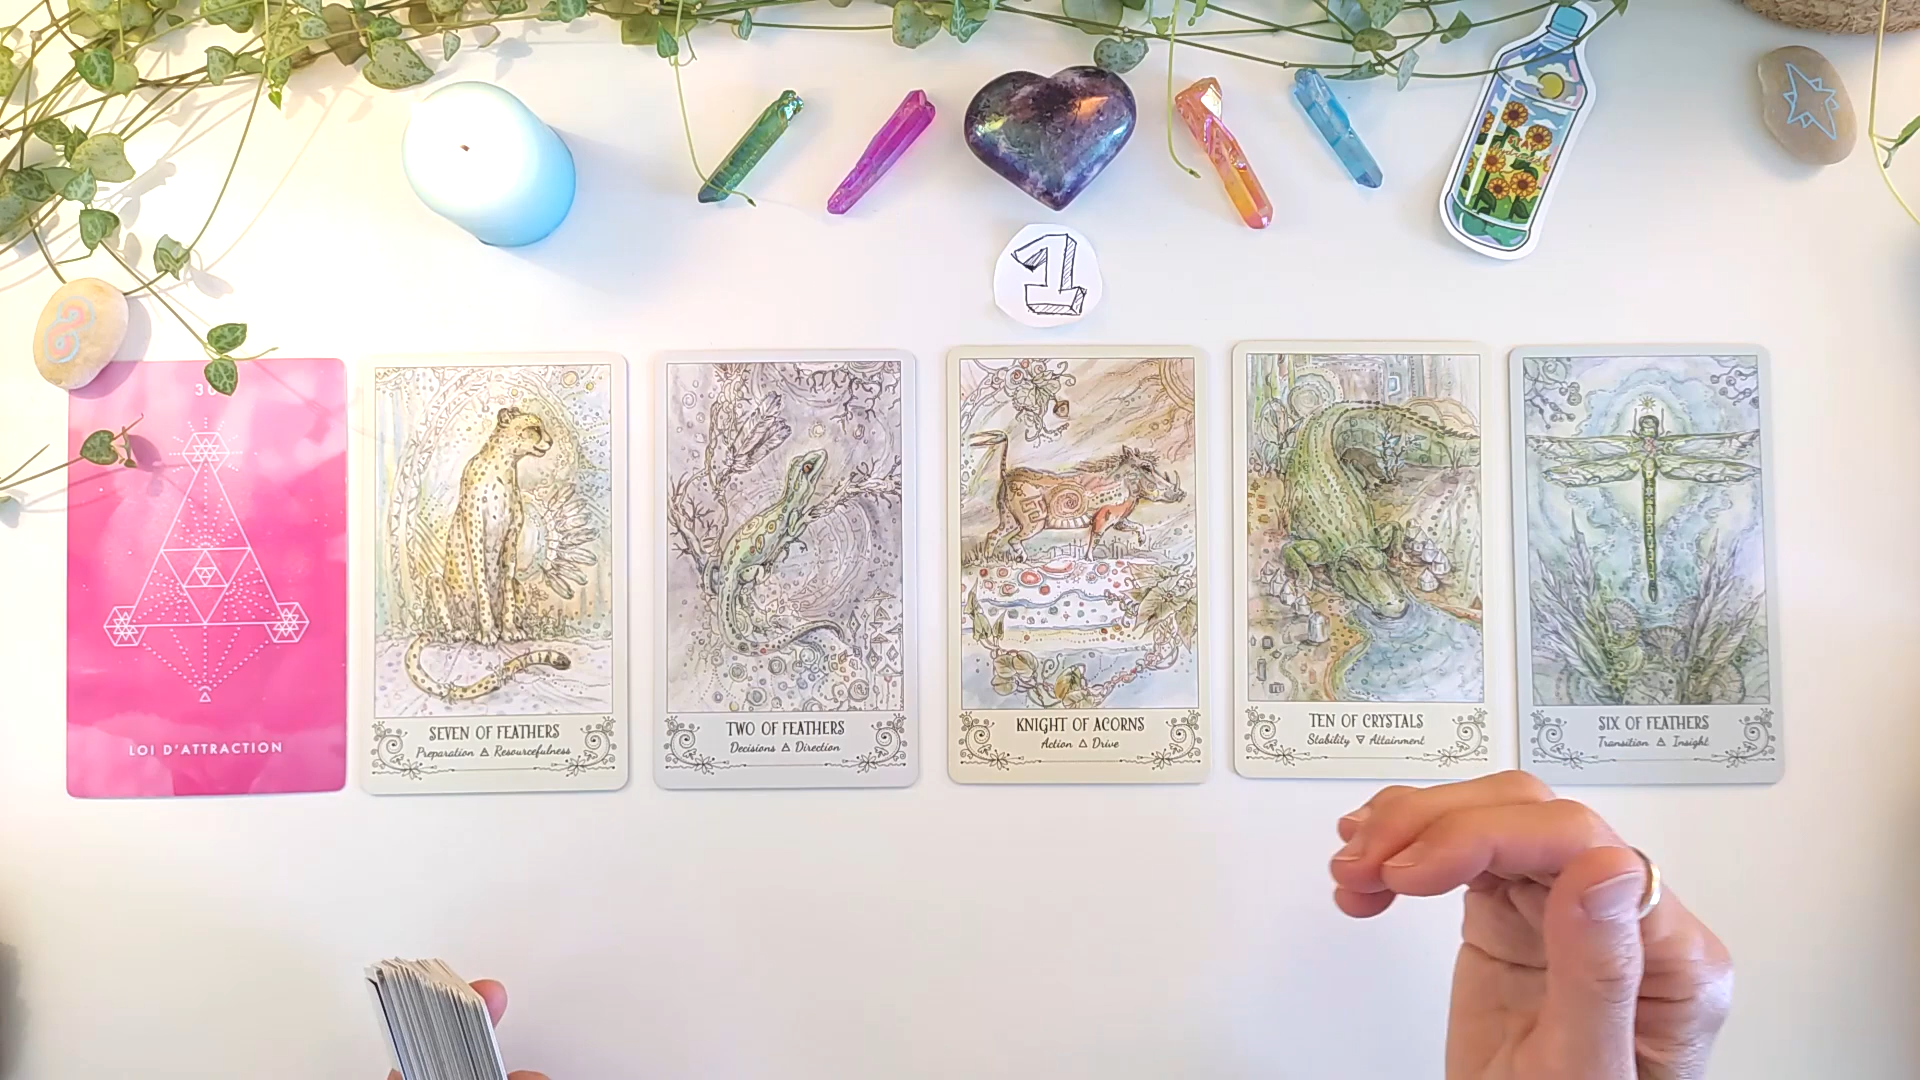 1
36
LOI D'ATTRACTION
SEVEN OF FEATHERS
Preparation △ Resourcefulness
TWO OF FEATHERS
Decisions △ Direction
KNIGHT OF ACORNS
Action △ Drive
TEN OF CRYSTALS
Stability ▽ Attainment
SIX OF FEATHERS
Transition △ Insight